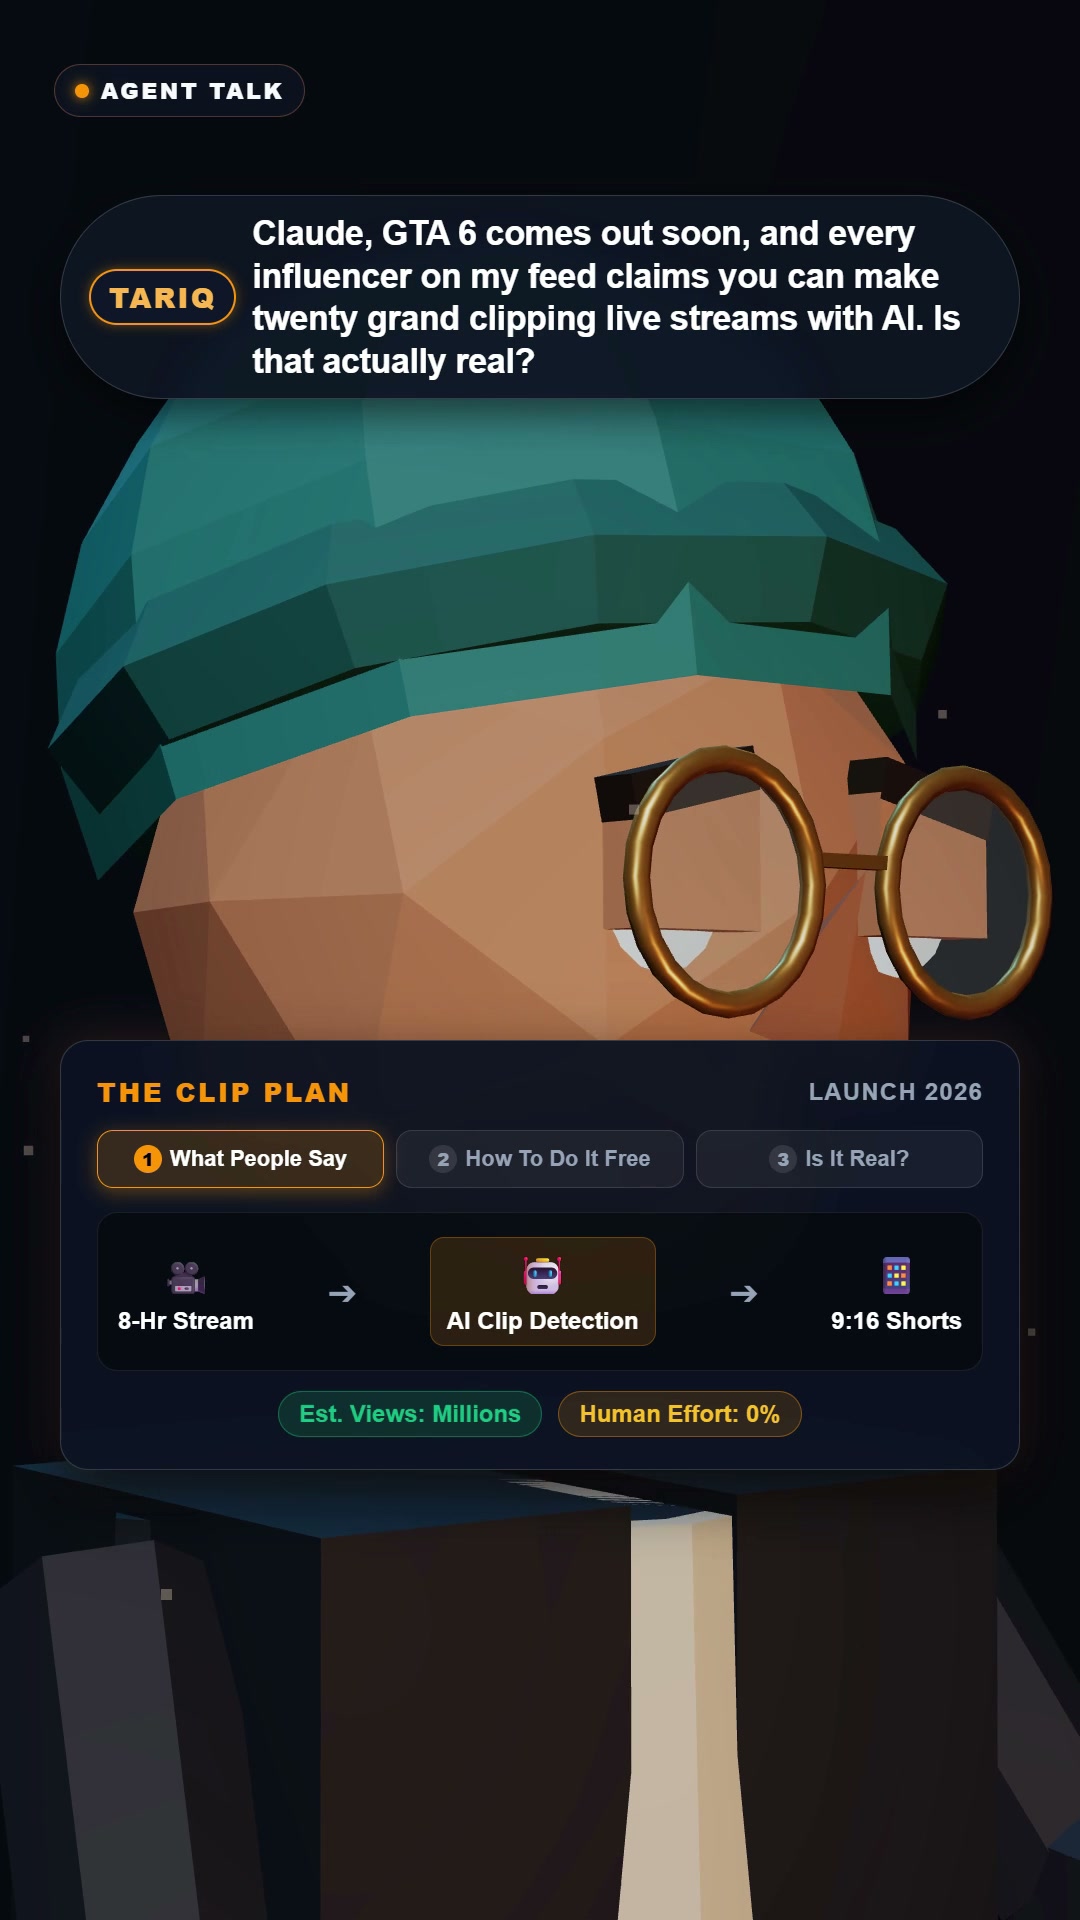 AGENT TALK
TARIQ
Claude, GTA 6 comes out soon, and every
influencer on my feed claims you can make
twenty grand clipping live streams with AI. Is
that actually real?
THE CLIP PLAN
LAUNCH 2026
1 What People Say
2 How To Do It Free
3 Is It Real?
8-Hr Stream
➔
AI Clip Detection
➔
9:16 Shorts
Est. Views: Millions
Human Effort: 0%